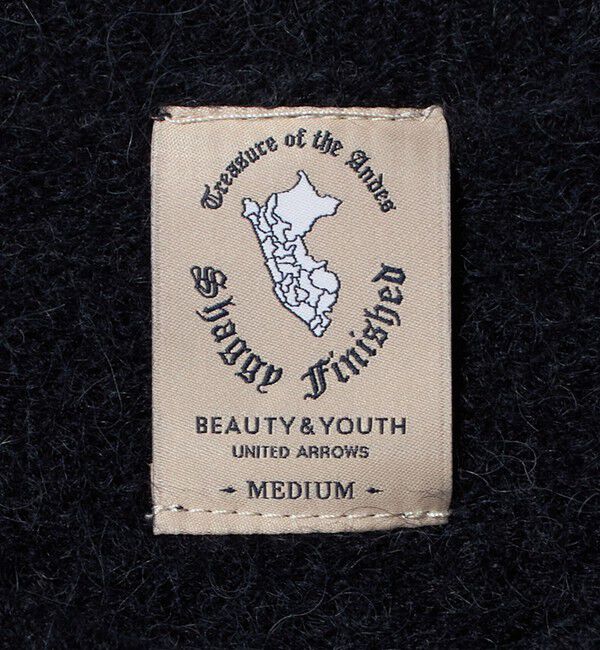 Treasure of the Andes
Shaggy Finished
BEAUTY & YOUTH
UNITED ARROWS
MEDIUM